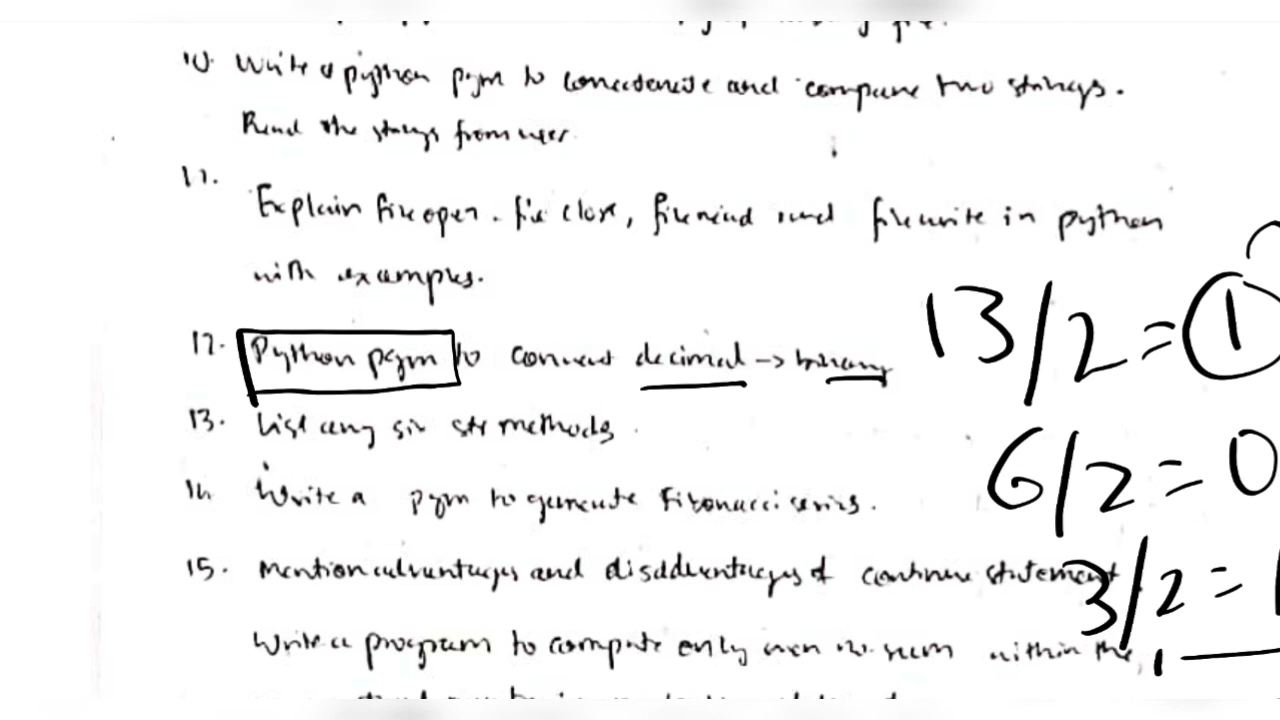 10. Write a python pgm to concatenate and compare two strings.
Read the strings from user.
11.
Explain file open. file close, file read and file write in python
with examples.
12. Python pgm to convert decimal -> binary
13. List any six str methods.
14. Write a pgm to generate Fibonacci series.
15. Mention advantages and disadvantages of continue statement
Write a program to compute only even no. sum within the
13/2 = 1
6/2 = 0
3/2 = 1